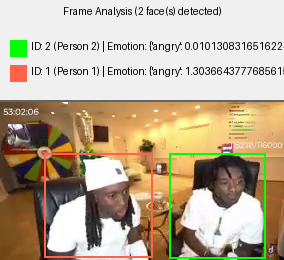 Frame Analysis (2 face(s) detected)
ID: 2 (Person 2) | Emotion: {'angry': 0.010130831651622
ID: 1 (Person 1) | Emotion: {'angry': 1.303664377768561
53:02:06